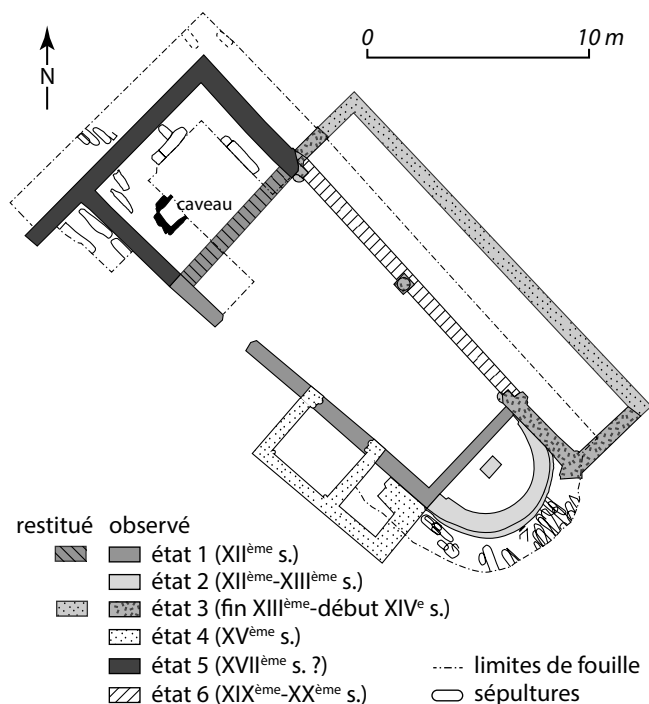 0 10 m
N
caveau
restitué observé
état 1 (XIIème s.)
état 2 (XIIème-XIIIème s.)
état 3 (fin XIIIème-début XIVe s.)
état 4 (XVème s.)
état 5 (XVIIème s. ?)
état 6 (XIXème-XXème s.)
limites de fouille
sépultures